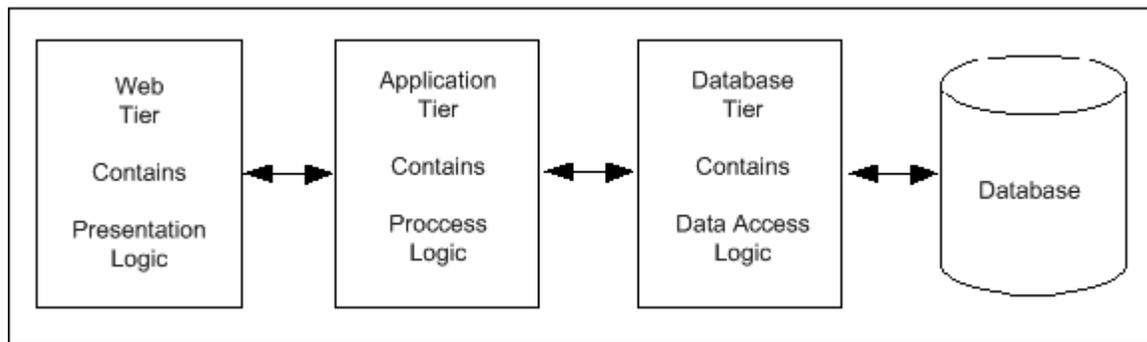 Web
Tier
Contains
Presentation
Logic
Application
Tier
Contains
Proccess
Logic
Database
Tier
Contains
Data Access
Logic
Database